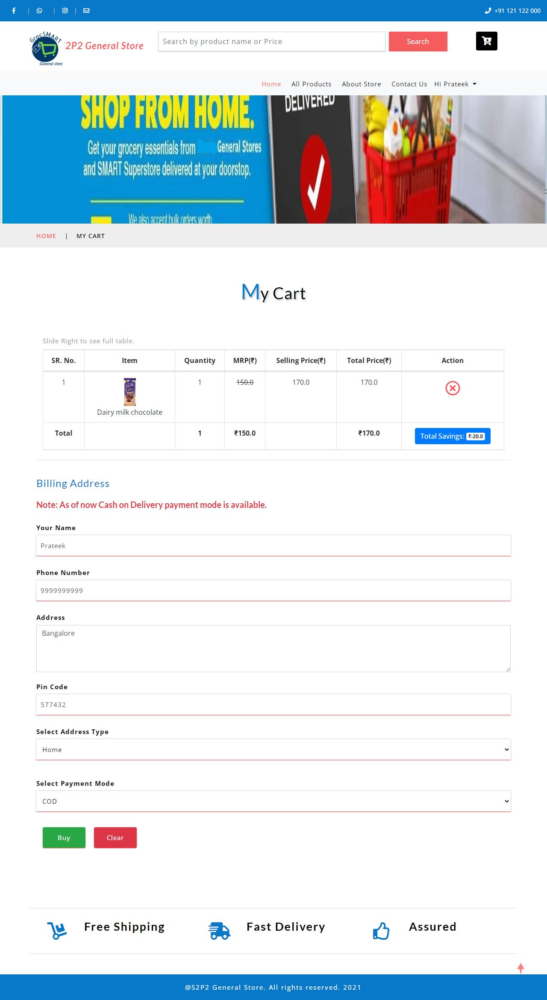 +91 121 122 000
GrocSMART
General store
S2P2 General Store
Search by product name or Price
Search
Home All Products About Store Contact Us Hi Prateek
SHOP FROM HOME.
Get your grocery essentials from General Stores
and SMART Superstore delivered at your doorstop.
We also accept bulk orders worth
DELIVERED
HOME | MY CART
My Cart
Slide Right to see full table.
SR. No. Item Quantity MRP(₹) Selling Price(₹) Total Price(₹) Action
1 Dairy milk chocolate 1 150.0 170.0 170.0
Total 1 ₹150.0 ₹170.0 Total Savings: ₹-20.0
Billing Address
Note: As of now Cash on Delivery payment mode is available.
Your Name
Prateek
Phone Number
9999999999
Address
Bangalore
Pin Code
577432
Select Address Type
Home
Select Payment Mode
COD
Buy Clear
Free Shipping Fast Delivery Assured
@S2P2 General Store. All rights reserved. 2021